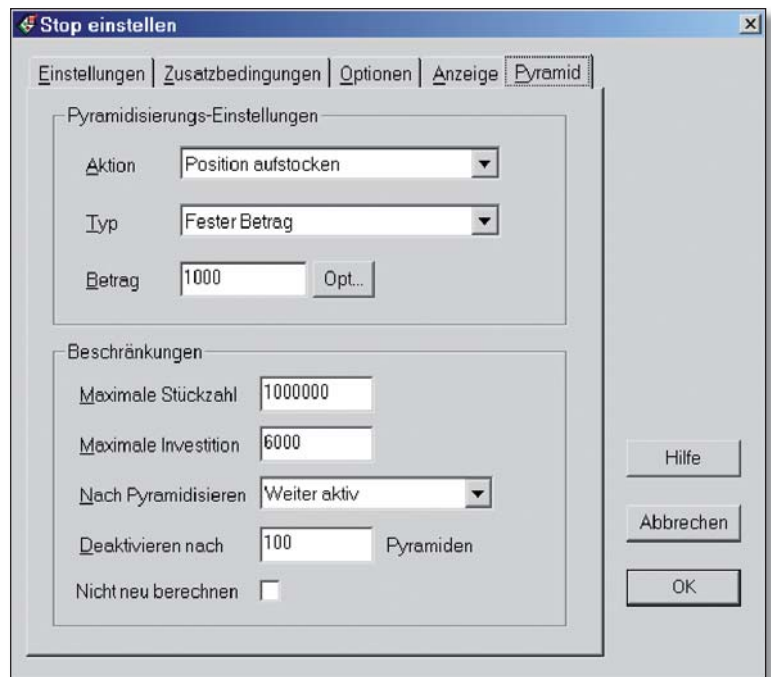 Stop einstellen
Einstellungen Zusatzbedingungen Optionen Anzeige Pyramid
Pyramidisierungs-Einstellungen
Aktion Position aufstocken
Typ Fester Betrag
Betrag 1000 Opt...
Beschränkungen
Maximale Stückzahl 1000000
Maximale Investition 6000
Nach Pyramidisieren Weiter aktiv
Deaktivieren nach 100 Pyramiden
Nicht neu berechnen
Hilfe
Abbrechen
OK